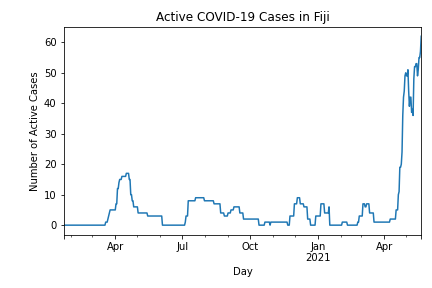 Active COVID-19 Cases in Fiji
Number of Active Cases
60
50
40
30
20
10
0
Apr
Jul
Oct
Jan
2021
Apr
Day